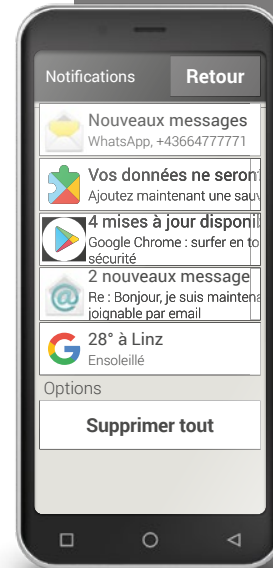 Notifications
Retour
Nouveaux messages
WhatsApp, +43664777771
Vos données ne seron
Ajoutez maintenant une sau
4 mises à jour disponi
Google Chrome : surfer en to
sécurité
2 nouveaux message
Re : Bonjour, je suis maintena
joignable par email
28° à Linz
Ensoleillé
Options
Supprimer tout